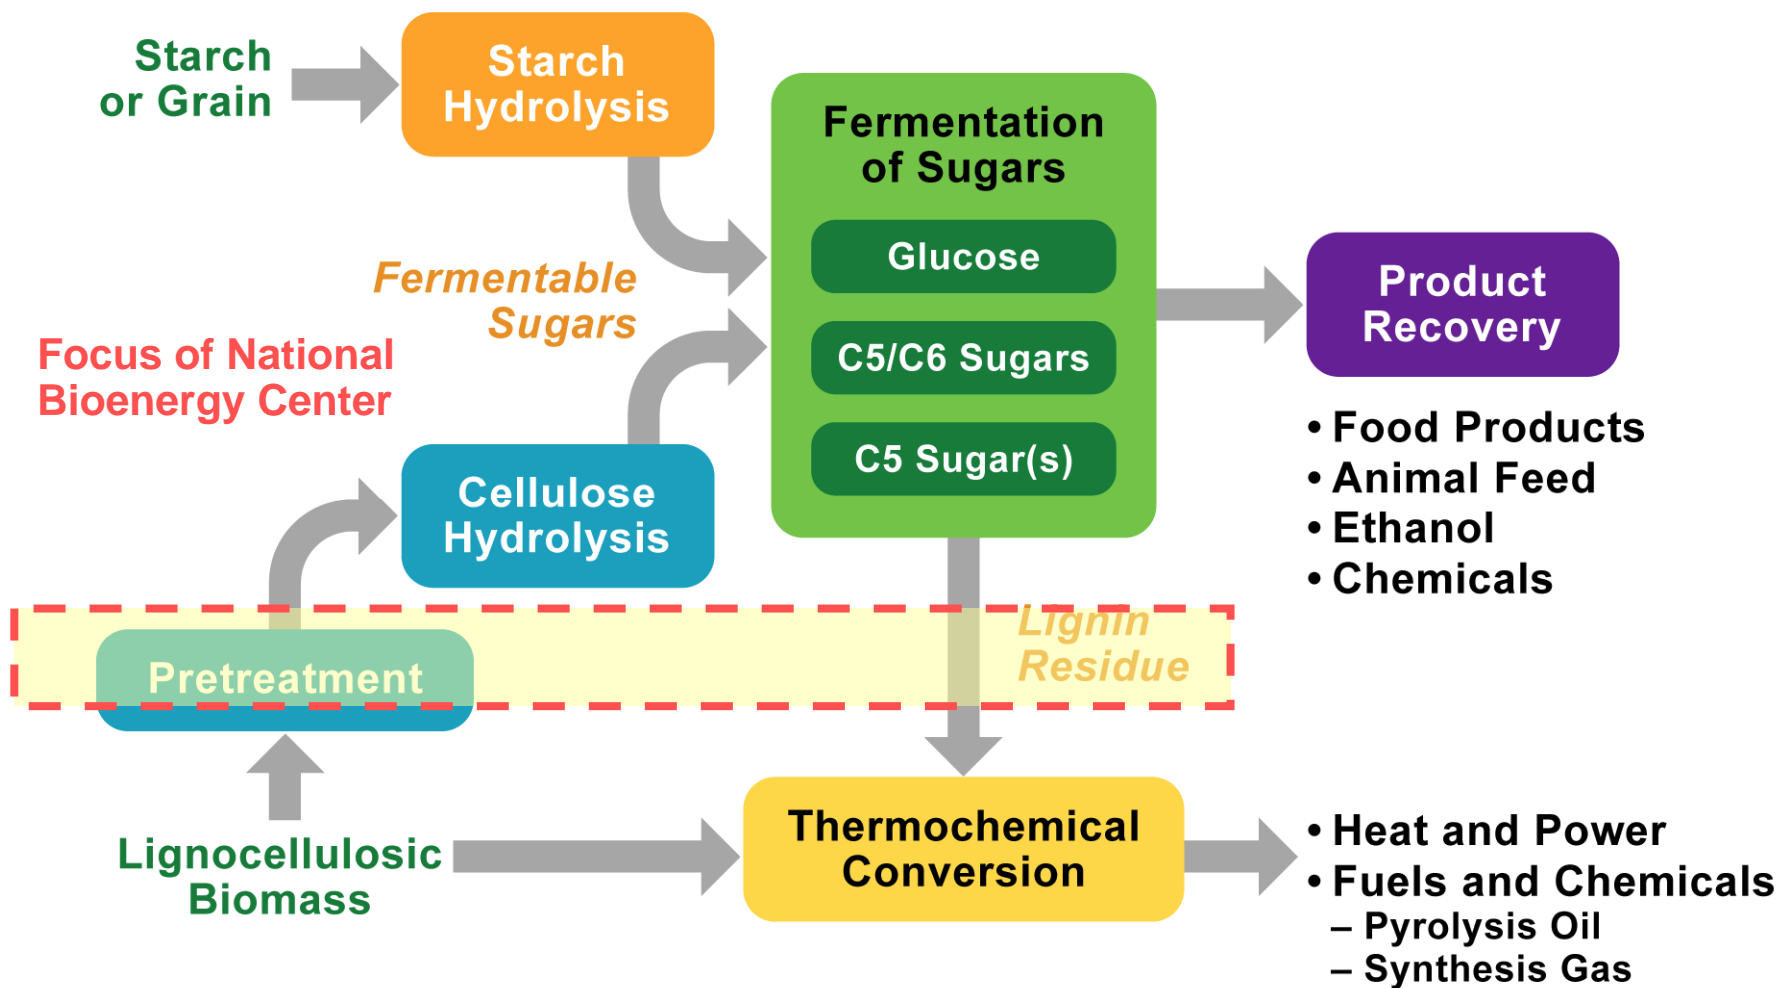 Starch
or Grain
Starch
Hydrolysis
Fermentation
of Sugars
Glucose
C5/C6 Sugars
C5 Sugar(s)
Product
Recovery
• Food Products
• Animal Feed
• Ethanol
• Chemicals
Fermentable
Sugars
Focus of National
Bioenergy Center
Cellulose
Hydrolysis
Pretreatment
Lignin
Residue
Lignocellulosic
Biomass
Thermochemical
Conversion
• Heat and Power
• Fuels and Chemicals
– Pyrolysis Oil
– Synthesis Gas